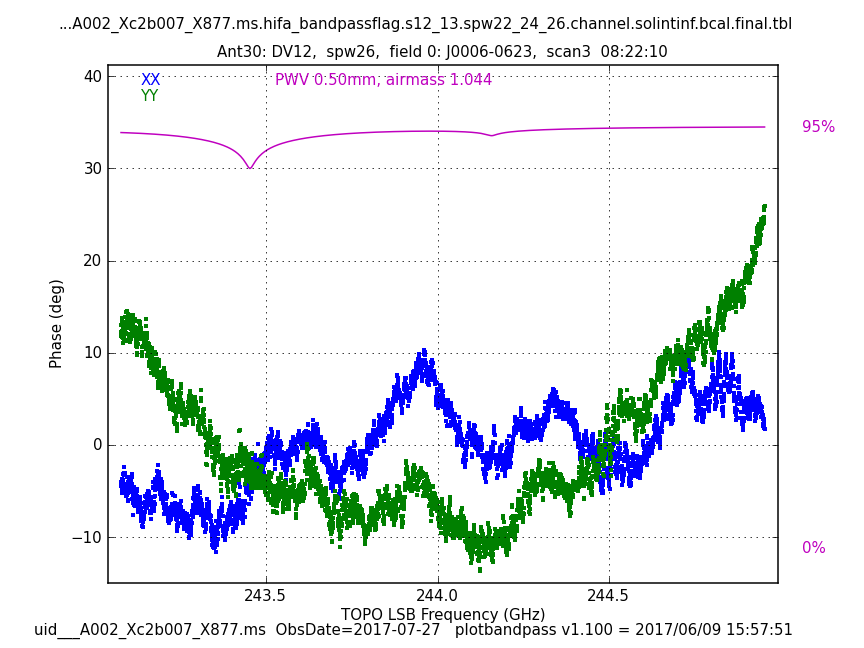 ...A002_Xc2b007_X877.ms.hifa_bandpassflag.s12_13.spw22_24_26.channel.solintinf.bcal.final.tbl
Ant30: DV12, spw26, field 0: J0006-0623, scan3 08:22:10
XX
YY
PWV 0.50mm, airmass 1.044
95%
0%
40
30
20
10
0
−10
Phase (deg)
243.5
244.0
244.5
TOPO LSB Frequency (GHz)
uid___A002_Xc2b007_X877.ms ObsDate=2017-07-27 plotbandpass v1.100 = 2017/06/09 15:57:51